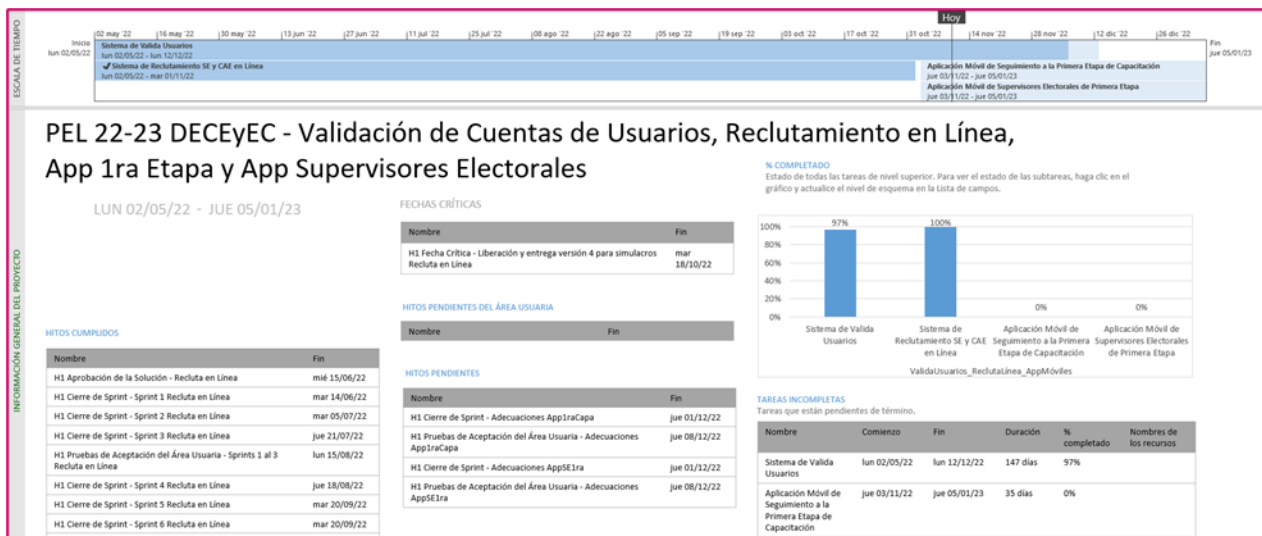 ESCALA DE TIEMPO
Hoy
02 may '22 16 may '22 30 may '22 13 jun '22 27 jun '22 11 jul '22 25 jul '22 08 ago '22 22 ago '22 05 sep '22 19 sep '22 03 oct '22 17 oct '22 31 oct '22 14 nov '22 28 nov '22 12 dic '22 26 dic '22
Inicio
lun 02/05/22
Sistema de Valida Usuarios
lun 02/05/22 - lun 12/12/22
Sistema de Reclutamiento SE y CAE en Línea
lun 02/05/22 - mar 01/11/22
Aplicación Móvil de Seguimiento a la Primera Etapa de Capacitación
jue 03/11/22 - jue 05/01/23
Aplicación Móvil de Supervisores Electorales de Primera Etapa
jue 03/11/22 - jue 05/01/23
Fin
jue 05/01/23
INFORMACIÓN GENERAL DEL PROYECTO
PEL 22-23 DECEyEC - Validación de Cuentas de Usuarios, Reclutamiento en Línea,
App 1ra Etapa y App Supervisores Electorales
LUN 02/05/22 - JUE 05/01/23
HITOS CUMPLIDOS
Nombre Fin
H1 Aprobación de la Solución - Recluta en Línea mié 15/06/22
H1 Cierre de Sprint - Sprint 1 Recluta en Línea mar 14/06/22
H1 Cierre de Sprint - Sprint 2 Recluta en Línea mar 05/07/22
H1 Cierre de Sprint - Sprint 3 Recluta en Línea jue 21/07/22
H1 Pruebas de Aceptación del Área Usuaria - Sprints 1 al 3 lun 15/08/22
Recluta en Línea
H1 Cierre de Sprint - Sprint 4 Recluta en Línea jue 18/08/22
H1 Cierre de Sprint - Sprint 5 Recluta en Línea mar 20/09/22
H1 Cierre de Sprint - Sprint 6 Recluta en Línea mar 20/09/22
FECHAS CRÍTICAS
Nombre Fin
H1 Fecha Crítica - Liberación y entrega versión 4 para simulacros mar
Recluta en Línea 18/10/22
HITOS PENDIENTES DEL ÁREA USUARIA
Nombre Fin
HITOS PENDIENTES
Nombre Fin
H1 Cierre de Sprint - Adecuaciones App1raCapa jue 01/12/22
H1 Pruebas de Aceptación del Área Usuaria - Adecuaciones jue 08/12/22
App1raCapa
H1 Cierre de Sprint - Adecuaciones AppSE1ra jue 01/12/22
H1 Pruebas de Aceptación del Área Usuaria - Adecuaciones jue 08/12/22
AppSE1ra
% COMPLETADO
Estado de todas las tareas de nivel superior. Para ver el estado de las subtareas, haga clic en el
gráfico y actualice el nivel de esquema en la Lista de campos.
100%
80%
60%
40%
20%
0%
97% 100% 0% 0%
Sistema de Valida Sistema de Aplicación Móvil de Aplicación Móvil de
Usuarios Reclutamiento SE y CAE Seguimiento a la Primera Supervisores Electorales
en Línea Etapa de Capacitación de Primera Etapa
ValidaUsuarios_ReclutaLínea_AppMóviles
TAREAS INCOMPLETAS
Tareas que están pendientes de término.
Nombre Comienzo Fin Duración % Nombres de
completado los recursos
Sistema de Valida lun 02/05/22 lun 12/12/22 147 días 97%
Usuarios
Aplicación Móvil de jue 03/11/22 jue 05/01/23 35 días 0%
Seguimiento a la
Primera Etapa de
Capacitación